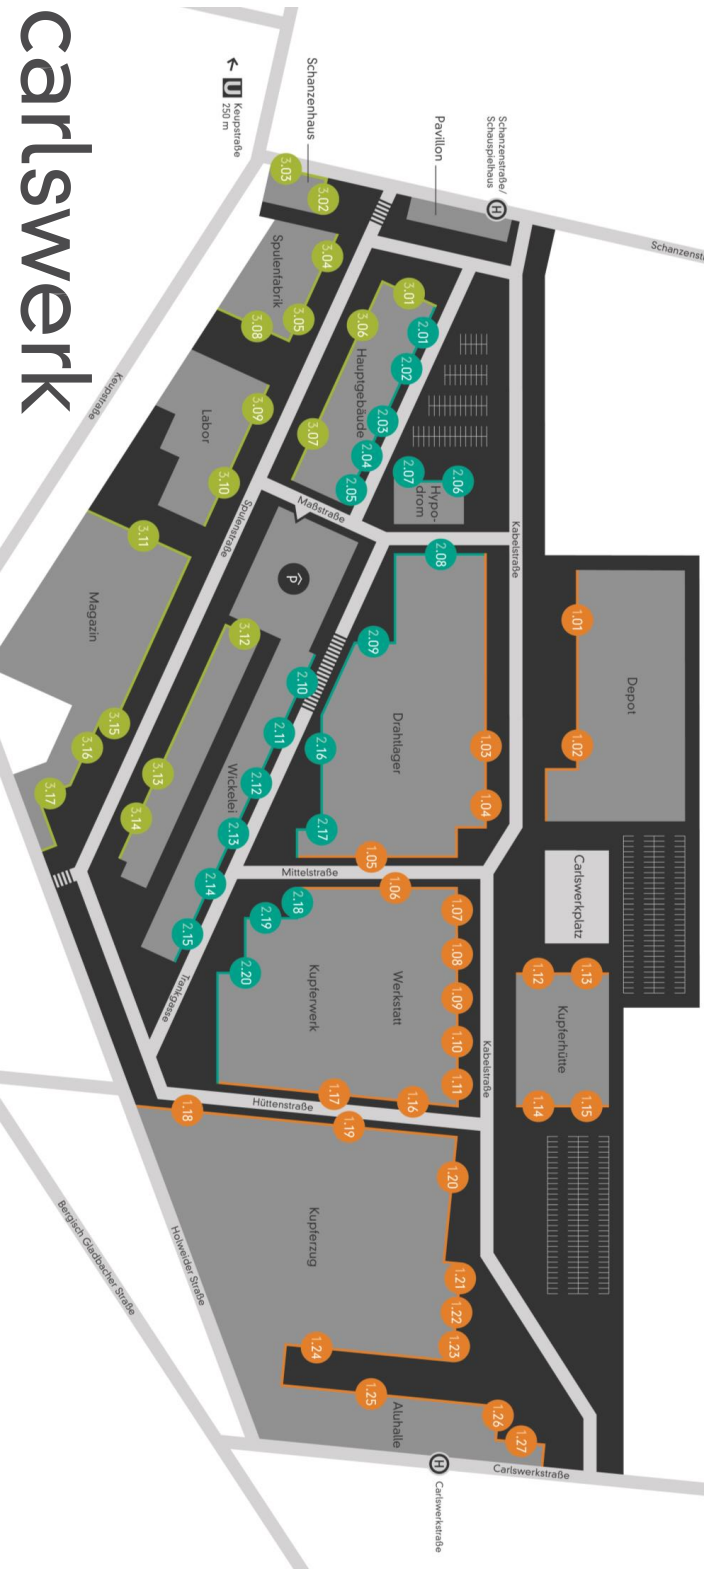 carlswerk
Keupstraße
250 m
U
Schanzenhaus
Pavillon
Schanzenstraße/
Schauspielhaus
H
Schanzenst
3.03
3.02
Spulenfabrik
3.04
3.05
3.08
Keupstraße
3.01
3.06
Hauptgebäude
3.07
2.01
2.02
2.03
2.04
2.05
2.07
2.06
Hypo-
drom
Labor
3.09
3.10
Maßstraße
Spulenstraße
Kabelstraße
3.11
Magazin
3.15
3.16
3.17
P
3.12
3.13
3.14
2.10
2.11
Wickelei
2.12
2.13
2.14
2.15
2.08
2.09
Drahtlager
2.16
2.17
1.03
1.04
1.05
1.01
Depot
1.02
Mittelstraße
Carlswerkplatz
1.06
2.18
2.19
2.20
Kupferwerk
Werkstatt
1.07
1.08
1.09
1.10
1.11
1.12
1.13
Kupferhütte
1.14
1.15
Kabelstraße
Trankgasse
1.17
1.16
Hüttenstraße
1.18
1.19
1.20
Kupferzug
1.21
1.22
1.23
1.24
1.25
Aluhalle
1.26
1.27
Holweider Straße
Bergisch Gladbacher Straße
Carlswerkstraße
H
Carlswerkstraße